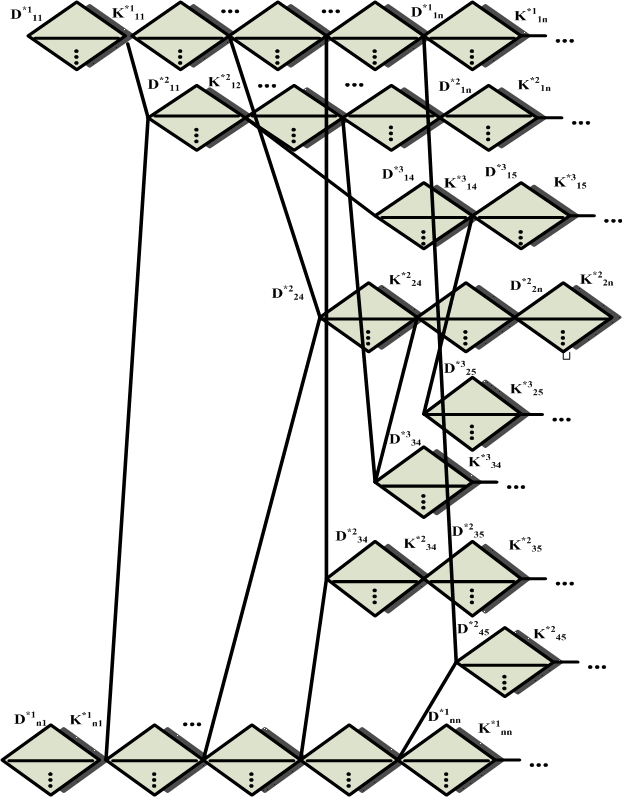 D*1 11 K*1 11 ... ... D*1 1n K*1 1n ...
D*2 11 K*2 12 ... ... D*2 1n K*2 1n ...
D*3 14 K*3 14 D*3 15 K*3 15 ...
D*2 24 K*2 24 D*2 2n K*2 2n
D*3 25 K*3 25 ...
D*3 34 K*3 34 ...
D*2 34 K*2 34 D*2 35 K*2 35 ...
D*2 45 K*2 45 ...
D*1 n1 K*1 n1 ... D*1 nn K*1 nn ...